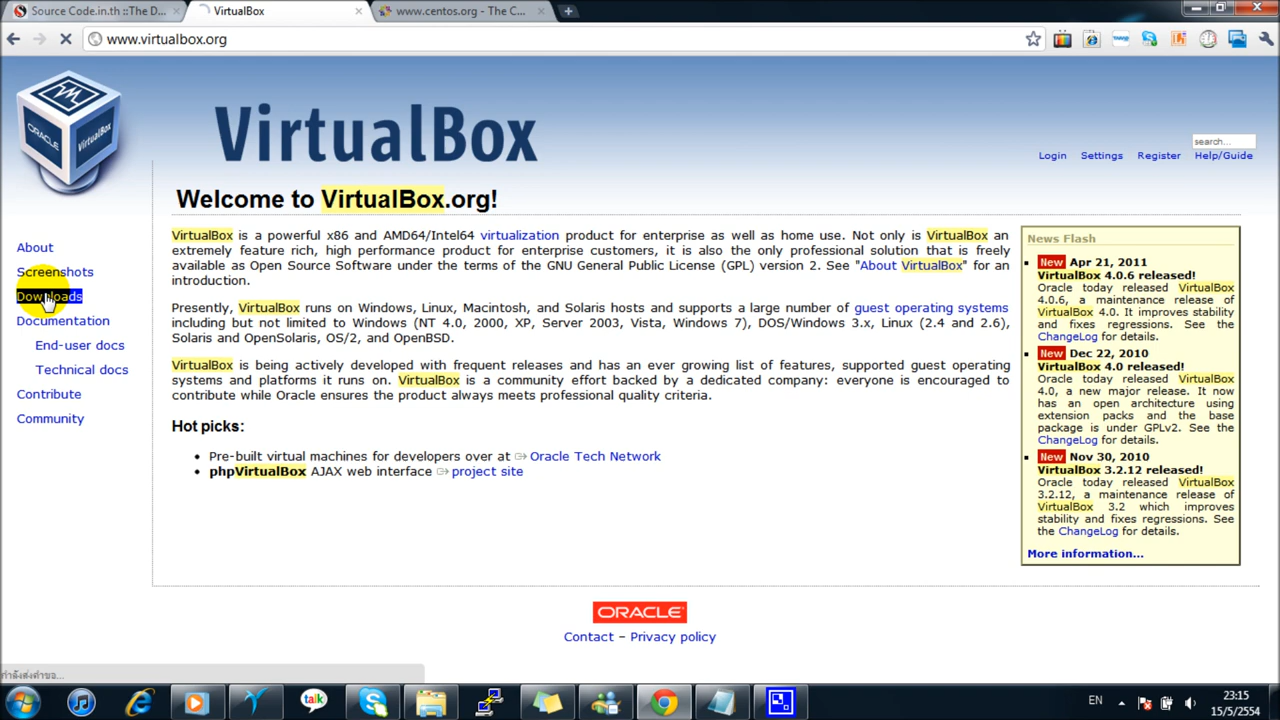 Source Code.in.th ::The D...
VirtualBox
www.centos.org - The C...
www.virtualbox.org
ORACLE
VirtualBox
VirtualBox
search...
Login Settings Register Help/Guide
Welcome to VirtualBox.org!
About
Screenshots
Downloads
Documentation
End-user docs
Technical docs
Contribute
Community
VirtualBox is a powerful x86 and AMD64/Intel64 virtualization product for enterprise as well as home use. Not only is VirtualBox an
extremely feature rich, high performance product for enterprise customers, it is also the only professional solution that is freely
available as Open Source Software under the terms of the GNU General Public License (GPL) version 2. See "About VirtualBox" for an
introduction.
Presently, VirtualBox runs on Windows, Linux, Macintosh, and Solaris hosts and supports a large number of guest operating systems
including but not limited to Windows (NT 4.0, 2000, XP, Server 2003, Vista, Windows 7), DOS/Windows 3.x, Linux (2.4 and 2.6),
Solaris and OpenSolaris, OS/2, and OpenBSD.
VirtualBox is being actively developed with frequent releases and has an ever growing list of features, supported guest operating
systems and platforms it runs on. VirtualBox is a community effort backed by a dedicated company: everyone is encouraged to
contribute while Oracle ensures the product always meets professional quality criteria.
Hot picks:
Pre-built virtual machines for developers over at Oracle Tech Network
phpVirtualBox AJAX web interface project site
News Flash
New Apr 21, 2011
VirtualBox 4.0.6 released!
Oracle today released VirtualBox
4.0.6, a maintenance release of
VirtualBox 4.0. It improves stability
and fixes regressions. See the
ChangeLog for details.
New Dec 22, 2010
VirtualBox 4.0 released!
Oracle today released VirtualBox
4.0, a new major release. It now
has an open architecture using
extension packs and the base
package is under GPLv2. See the
ChangeLog for details.
New Nov 30, 2010
VirtualBox 3.2.12 released!
Oracle today released VirtualBox
3.2.12, a maintenance release of
VirtualBox 3.2 which improves
stability and fixes regressions. See
the ChangeLog for details.
More information...
ORACLE
Contact – Privacy policy
กำลังส่งคำขอ...
talk
EN
23:15
15/5/2554